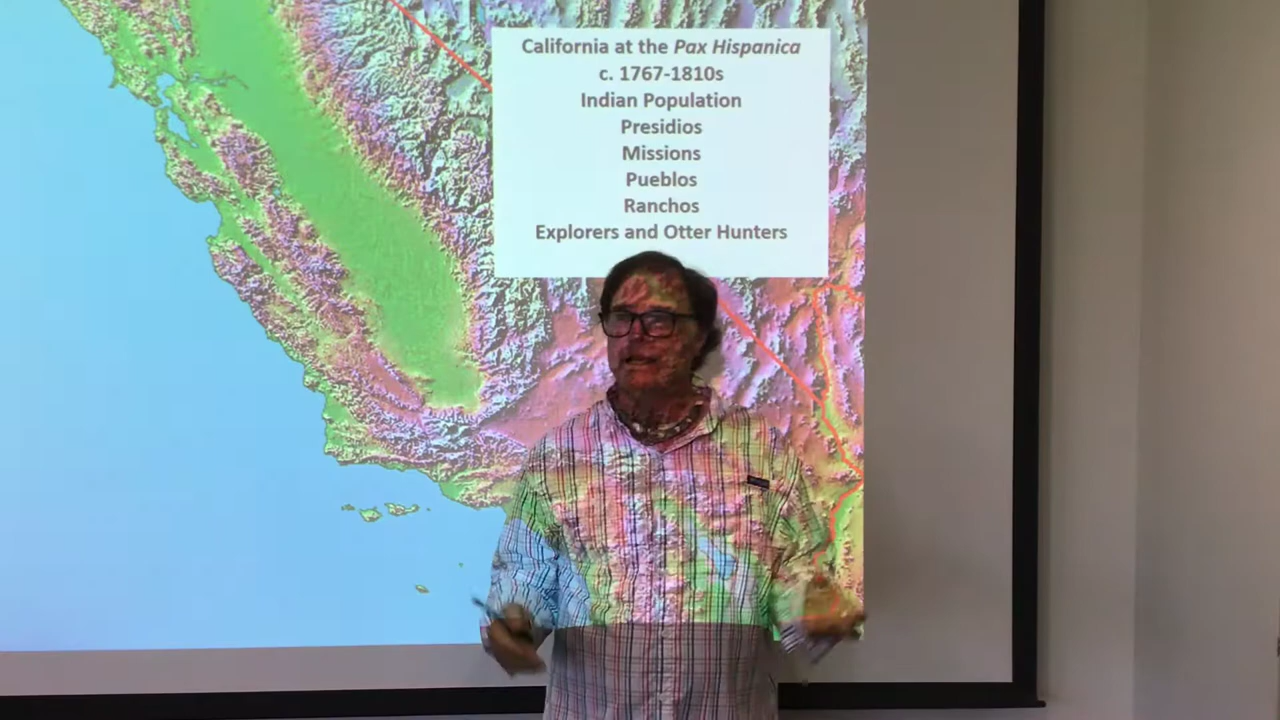 California at the Pax Hispanica
c. 1767-1810s
Indian Population
Presidios
Missions
Pueblos
Ranchos
Explorers and Otter Hunters